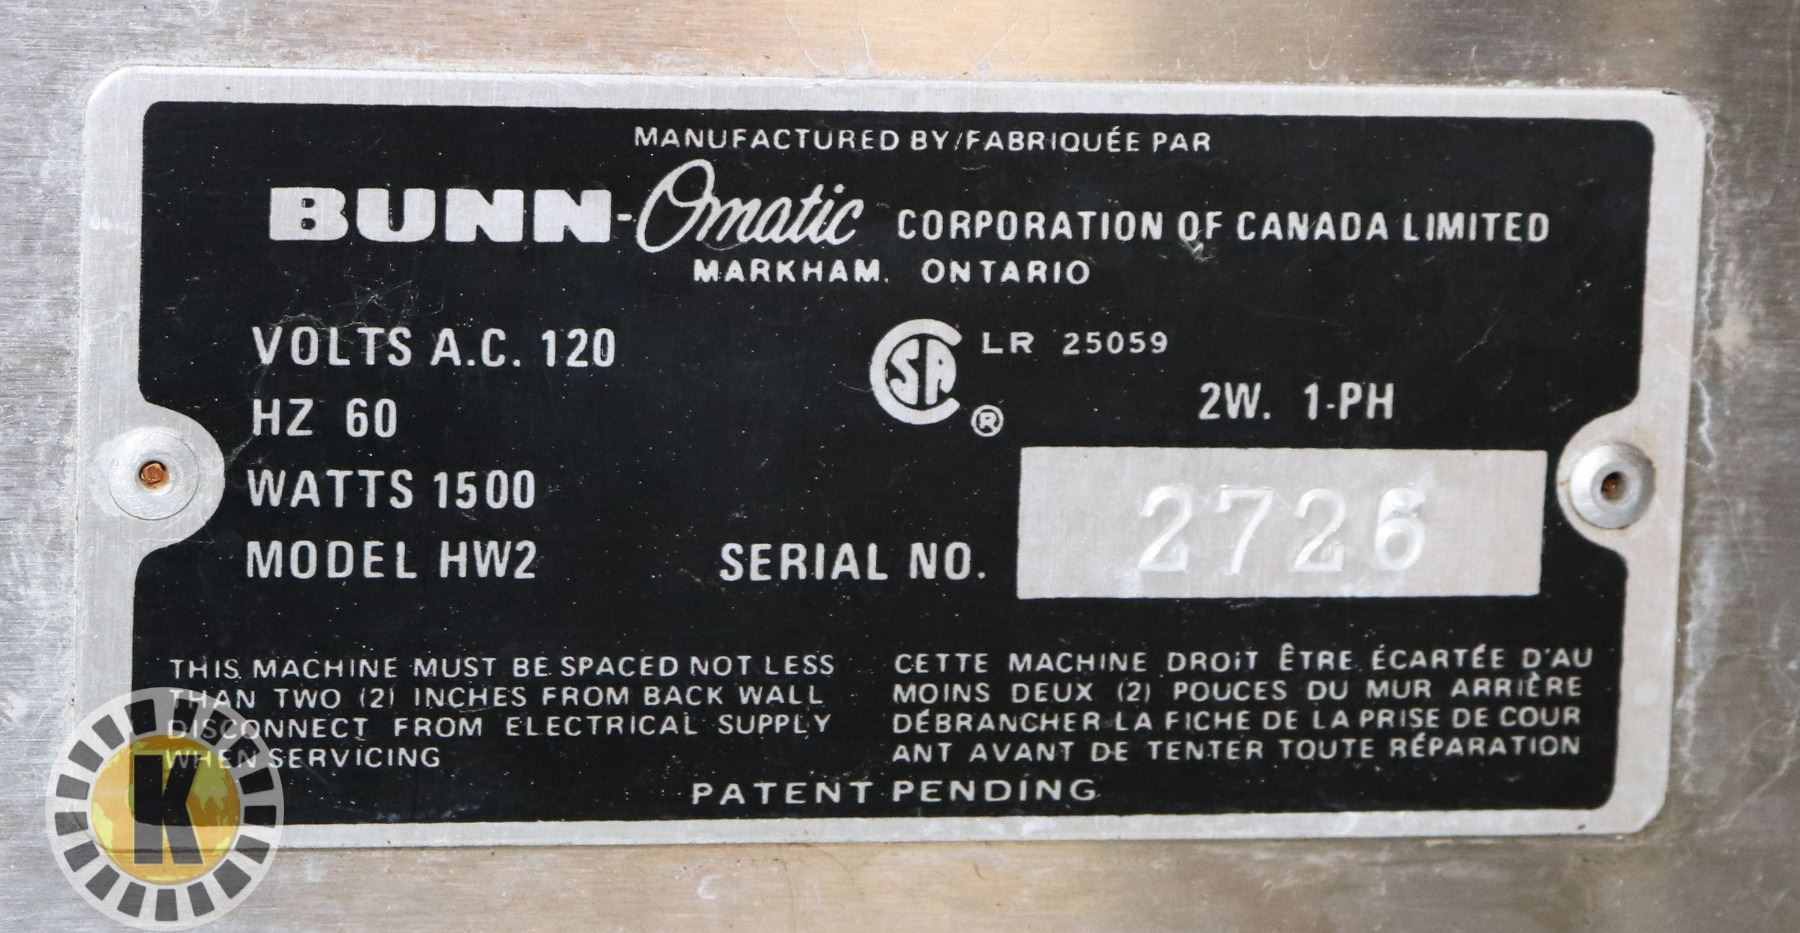 MANUFACTURED BY/FABRIQUÉE PAR
BUNN-Omatic CORPORATION OF CANADA LIMITED
MARKHAM, ONTARIO
VOLTS A.C. 120
HZ 60
WATTS 1500
MODEL HW2
CSA ® LR 25059
2W. 1-PH
SERIAL NO. 2726
THIS MACHINE MUST BE SPACED NOT LESS
THAN TWO (2) INCHES FROM BACK WALL
DISCONNECT FROM ELECTRICAL SUPPLY
WHEN SERVICING
CETTE MACHINE DROIT ÊTRE ÉCARTÉE D'AU
MOINS DEUX (2) POUCES DU MUR ARRIÈRE
DÉBRANCHER LA FICHE DE LA PRISE DE COUR
ANT AVANT DE TENTER TOUTE RÉPARATION
PATENT PENDING
K